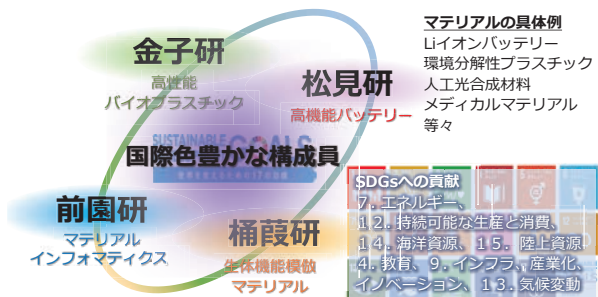 金子研
高性能
バイオプラスチック
松見研
高機能バッテリー
マテリアルの具体例
Liイオンバッテリー
環境分解性プラスチック
人工光合成材料
メディカルマテリアル
等々
SUSTAINABLE
GOALS
国際色豊かな構成員
前園研
マテリアル
インフォマティクス
桶葭研
生体機能模倣
マテリアル
SDGsへの貢献
7．エネルギー、
12．持続可能な生産と消費、
14．海洋資源、15．陸上資源
4．教育、9．インフラ、産業化、
イノベーション、13．気候変動